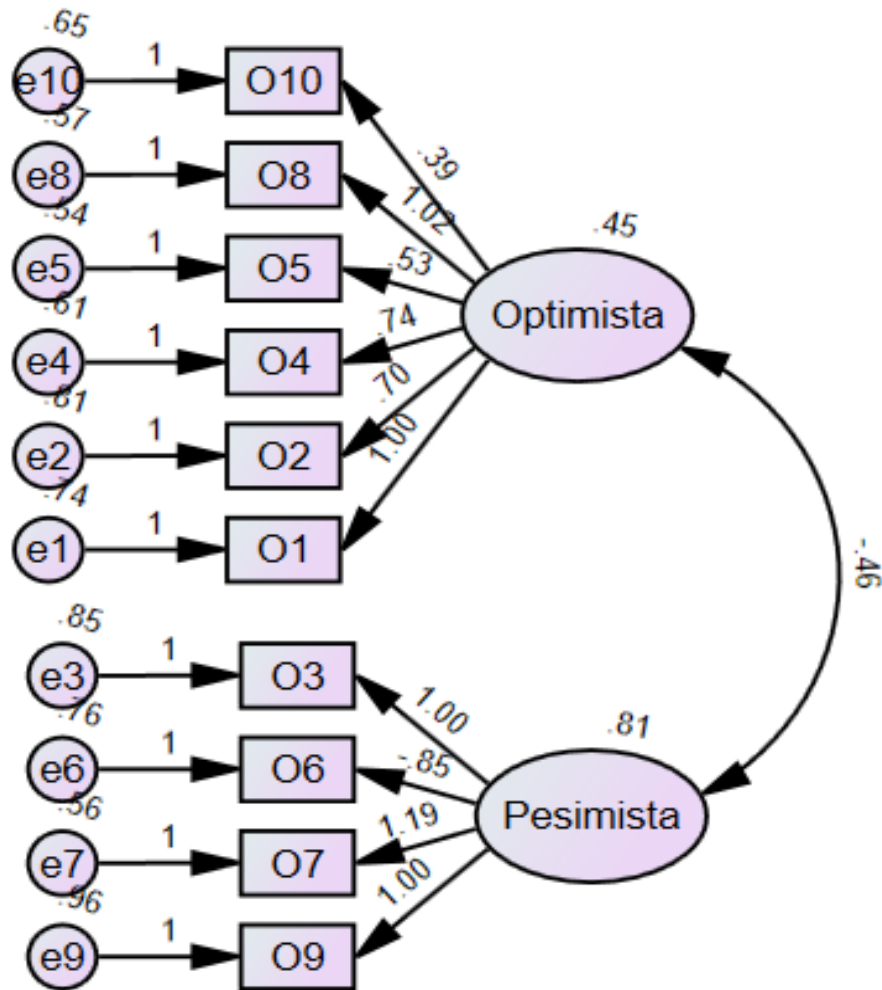 .65
e10 1 O10
.57
e8 1 O8
.54
e5 1 O5
.61
e4 1 O4
.81
e2 1 O2
.74
e1 1 O1
.39
1.02
.53
.74
.70
1.00
.45
Optimista
-.46
.85
e3 1 O3
.76
e6 1 O6
.56
e7 1 O7
.96
e9 1 O9
1.00
-.85
1.19
1.00
.81
Pesimista